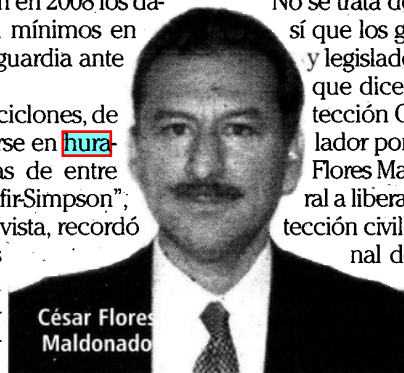 n en 2008 los da-
mínimos en
guardia ante
ciclones, de
rse en hura-
as de entre
fir-Simpson";
vista, recordó
No se trata de
sí que los g
y legislado
que dice
tección C
lador por
Flores Ma
ral a libera
tección civil
nal d
César Flores
Maldonado